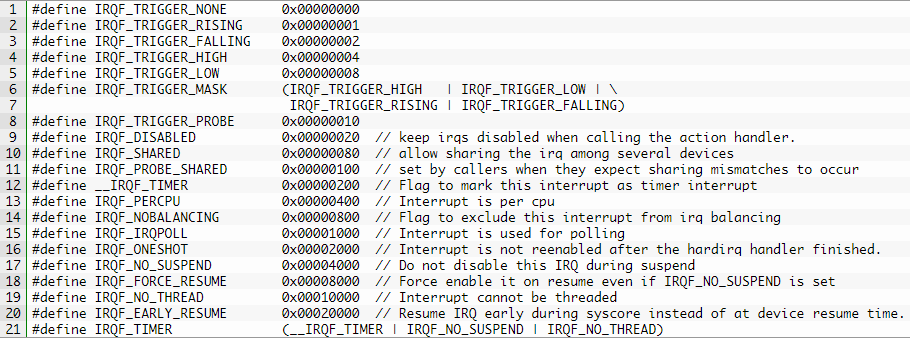 1 #define IRQF_TRIGGER_NONE 0x00000000
2 #define IRQF_TRIGGER_RISING 0x00000001
3 #define IRQF_TRIGGER_FALLING 0x00000002
4 #define IRQF_TRIGGER_HIGH 0x00000004
5 #define IRQF_TRIGGER_LOW 0x00000008
6 #define IRQF_TRIGGER_MASK (IRQF_TRIGGER_HIGH | IRQF_TRIGGER_LOW | \
7 IRQF_TRIGGER_RISING | IRQF_TRIGGER_FALLING)
8 #define IRQF_TRIGGER_PROBE 0x00000010
9 #define IRQF_DISABLED 0x00000020 // keep irqs disabled when calling the action handler.
10 #define IRQF_SHARED 0x00000080 // allow sharing the irq among several devices
11 #define IRQF_PROBE_SHARED 0x00000100 // set by callers when they expect sharing mismatches to occur
12 #define __IRQF_TIMER 0x00000200 // Flag to mark this interrupt as timer interrupt
13 #define IRQF_PERCPU 0x00000400 // Interrupt is per cpu
14 #define IRQF_NOBALANCING 0x00000800 // Flag to exclude this interrupt from irq balancing
15 #define IRQF_IRQPOLL 0x00001000 // Interrupt is used for polling
16 #define IRQF_ONESHOT 0x00002000 // Interrupt is not reenabled after the hardirq handler finished.
17 #define IRQF_NO_SUSPEND 0x00004000 // Do not disable this IRQ during suspend
18 #define IRQF_FORCE_RESUME 0x00008000 // Force enable it on resume even if IRQF_NO_SUSPEND is set
19 #define IRQF_NO_THREAD 0x00010000 // Interrupt cannot be threaded
20 #define IRQF_EARLY_RESUME 0x00020000 // Resume IRQ early during syscore instead of at device resume time.
21 #define IRQF_TIMER (__IRQF_TIMER | IRQF_NO_SUSPEND | IRQF_NO_THREAD)